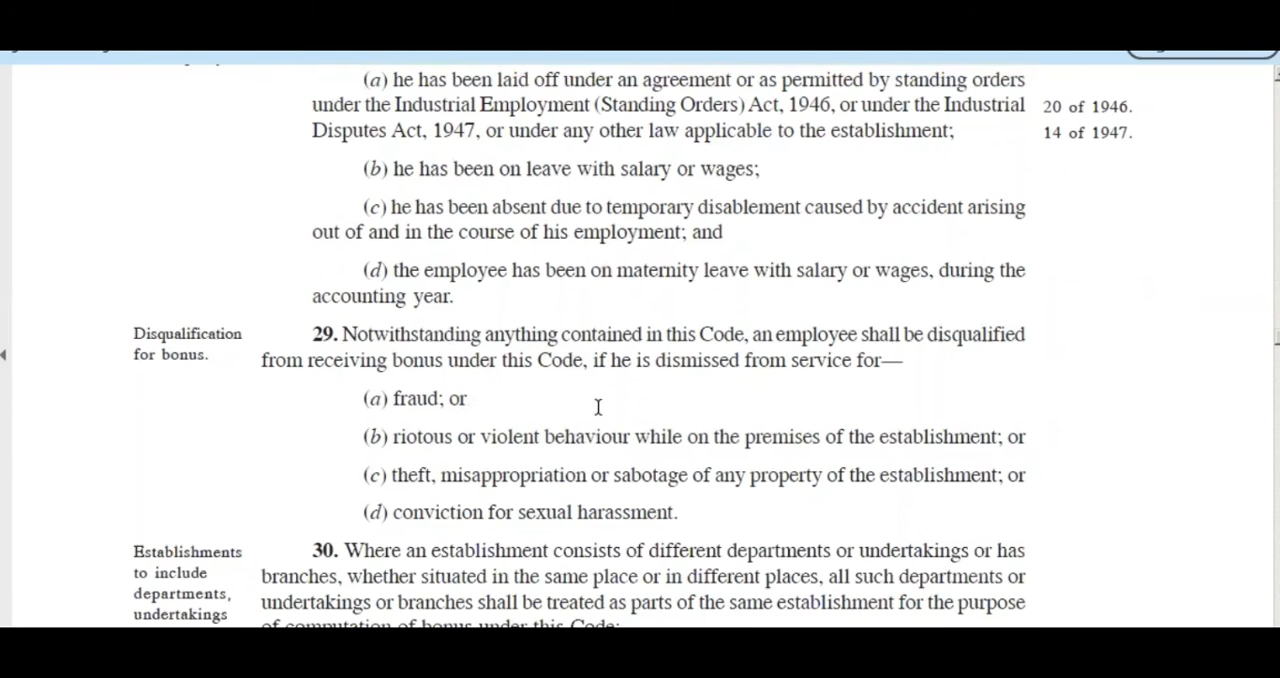 (a) he has been laid off under an agreement or as permitted by standing orders
under the Industrial Employment (Standing Orders) Act, 1946, or under the Industrial
20 of 1946.
Disputes Act, 1947, or under any other law applicable to the establishment;
14 of 1947.
(b) he has been on leave with salary or wages;
(c) he has been absent due to temporary disablement caused by accident arising
out of and in the course of his employment; and
(d) the employee has been on maternity leave with salary or wages, during the
accounting year.
Disqualification
for bonus.
29. Notwithstanding anything contained in this Code, an employee shall be disqualified
from receiving bonus under this Code, if he is dismissed from service for—
(a) fraud; or
(b) riotous or violent behaviour while on the premises of the establishment; or
(c) theft, misappropriation or sabotage of any property of the establishment; or
(d) conviction for sexual harassment.
Establishments
to include
departments,
undertakings
30. Where an establishment consists of different departments or undertakings or has
branches, whether situated in the same place or in different places, all such departments or
undertakings or branches shall be treated as parts of the same establishment for the purpose
of computation of bonus under this Code: